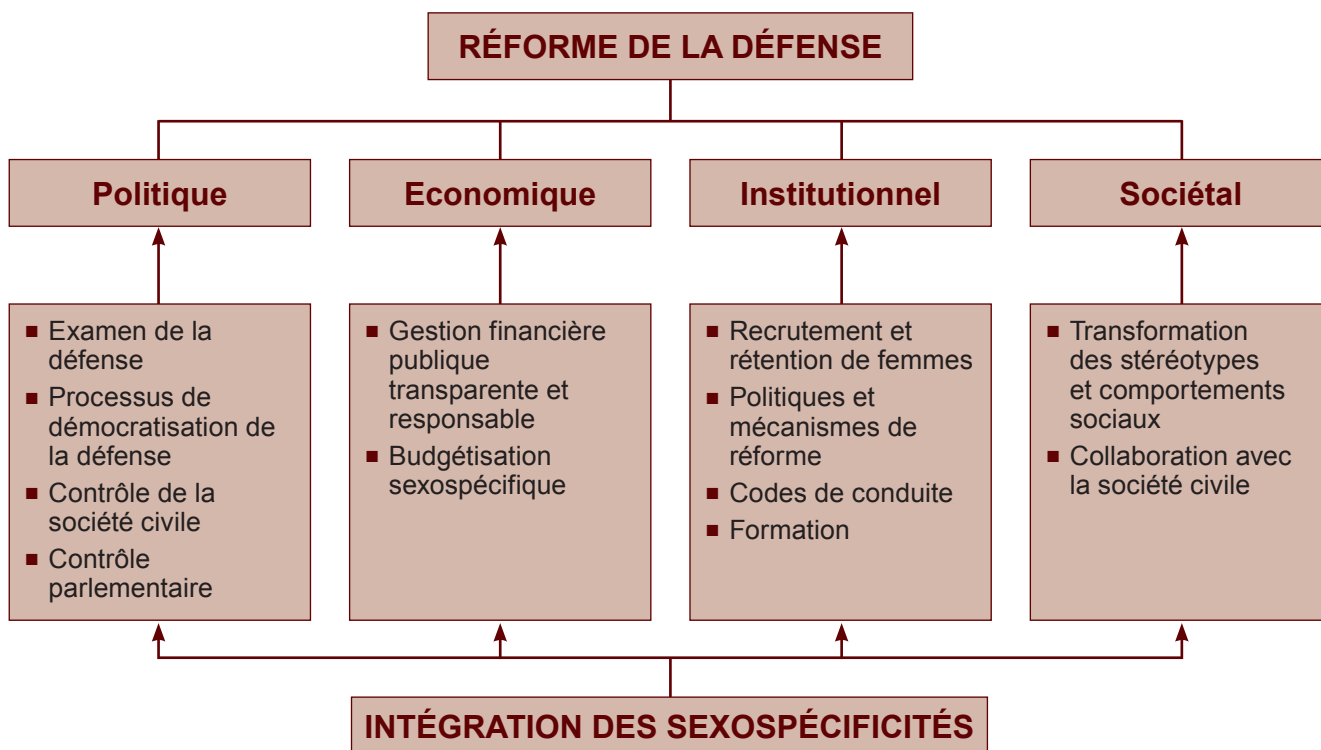 RÉFORME DE LA DÉFENSE
Politique
Economique
Institutionnel
Sociétal
■ Examen de la
défense
■ Processus de
démocratisation de
la défense
■ Contrôle de la
société civile
■ Contrôle
parlementaire
■ Gestion financière
publique
transparente et
responsable
■ Budgétisation
sexospécifique
■ Recrutement et
rétention de femmes
■ Politiques et
mécanismes de
réforme
■ Codes de conduite
■ Formation
■ Transformation
des stéréotypes
et comportements
sociaux
■ Collaboration avec
la société civile
INTÉGRATION DES SEXOSPÉCIFICITÉS